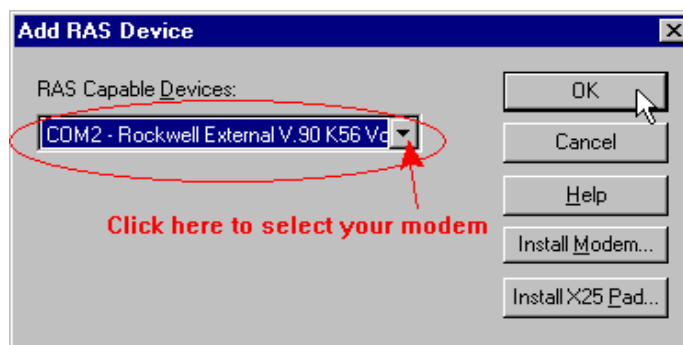 Add RAS Device
RAS Capable Devices:
COM2 - Rockwell External V.90 K56 Vo
Click here to select your modem
OK
Cancel
Help
Install Modem...
Install X25 Pad...